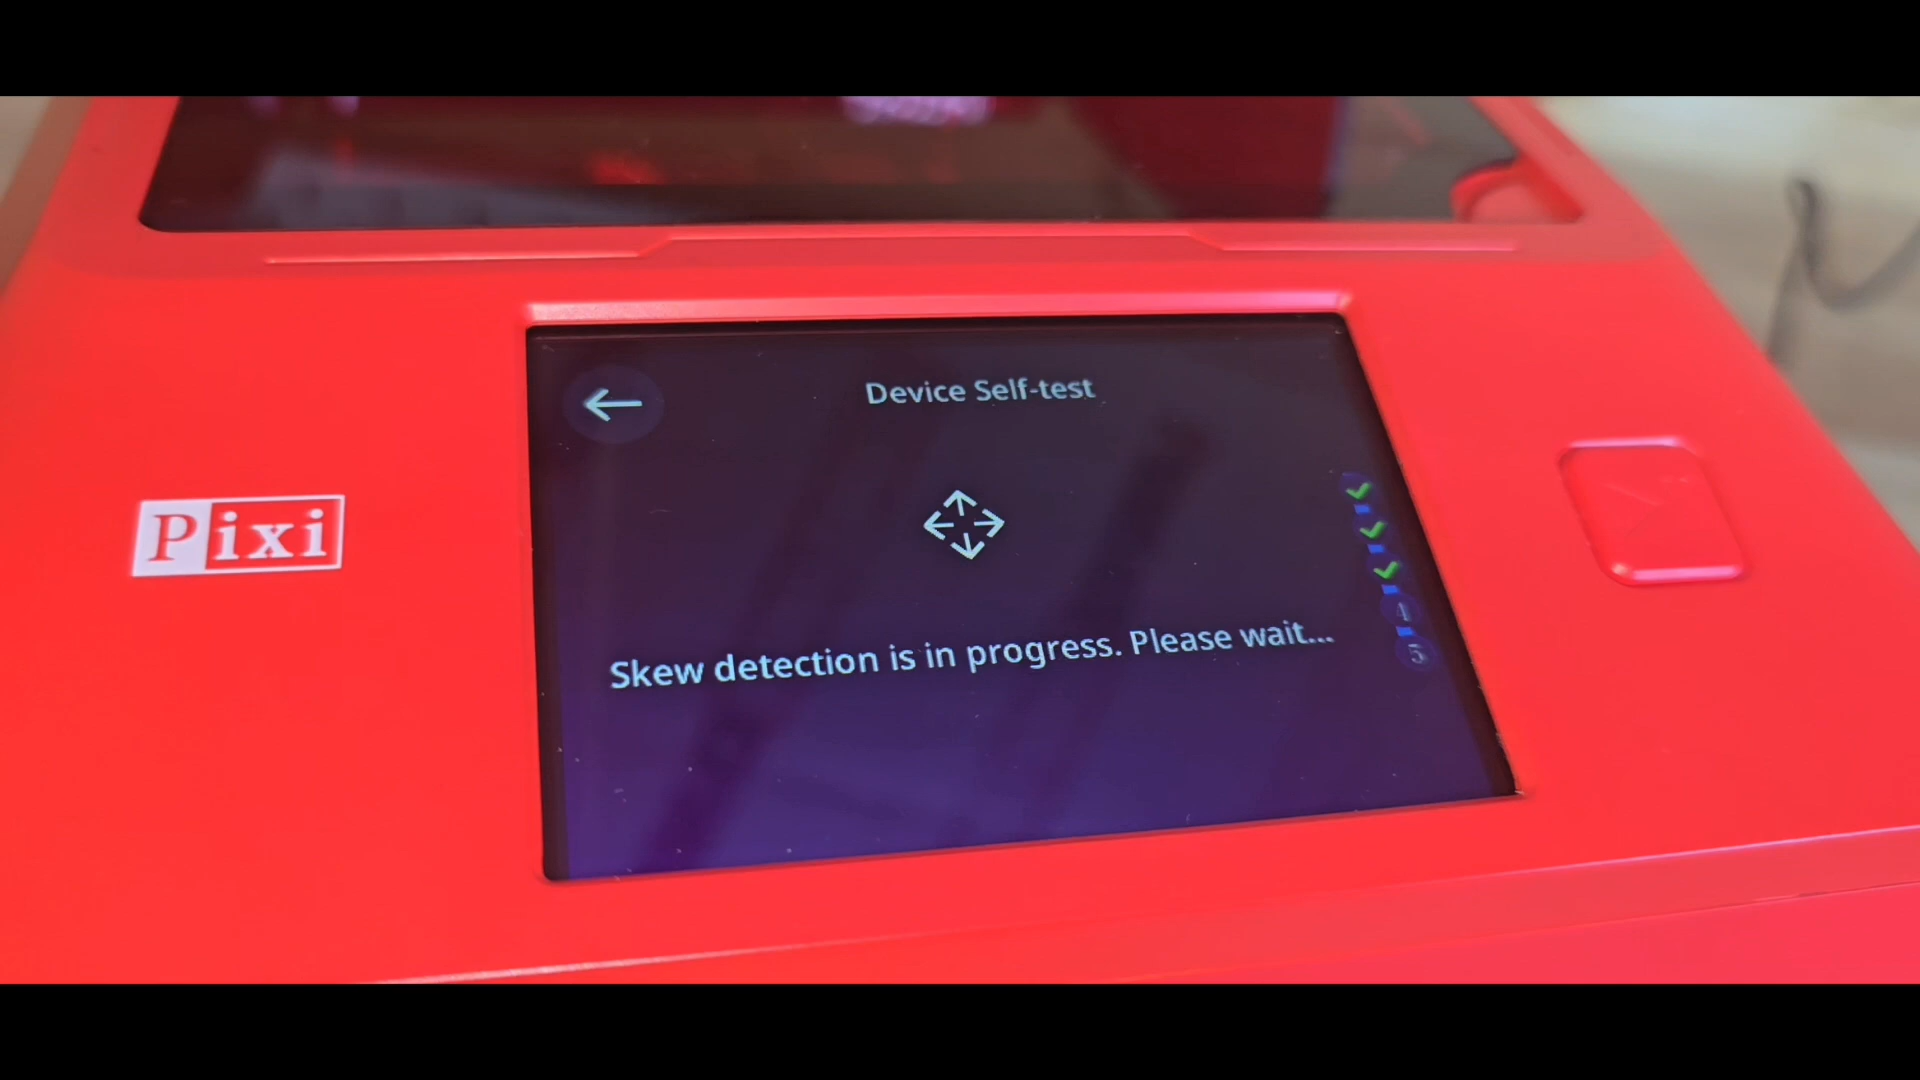 Device Self-test
Pixi
Skew detection is in progress. Please wait...
4
5